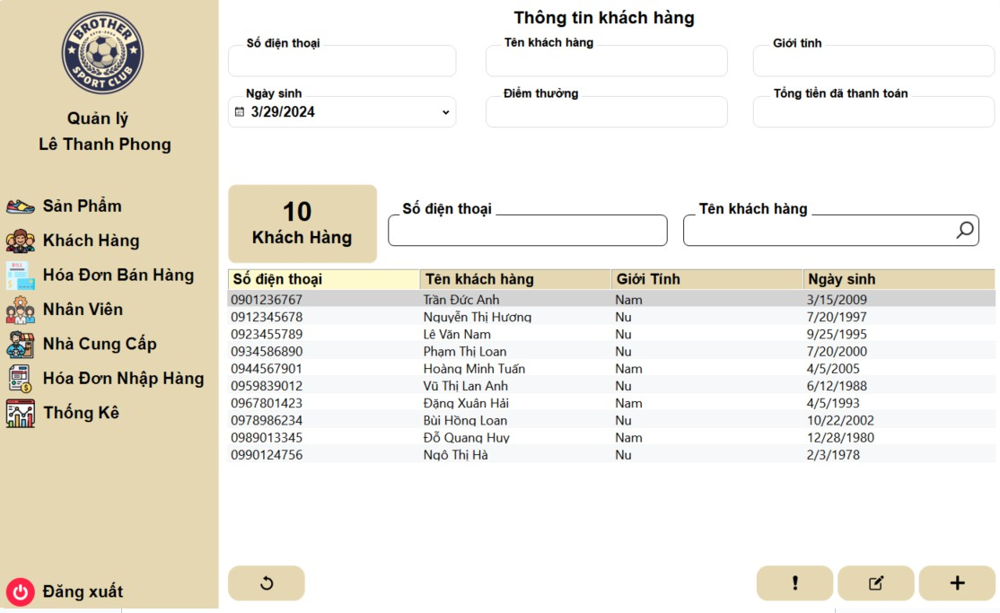 BROTHER
ESTD-2024
SPORT CLUB
Quản lý
Lê Thanh Phong
Sản Phẩm
Khách Hàng
Hóa Đơn Bán Hàng
Nhân Viên
Nhà Cung Cấp
Hóa Đơn Nhập Hàng
Thống Kê
Đăng xuất
Thông tin khách hàng
Số điện thoại Tên khách hàng Giới tính
Ngày sinh Điểm thưởng Tổng tiền đã thanh toán
3/29/2024
10
Khách Hàng
Số điện thoại Tên khách hàng
Số điện thoại Tên khách hàng Giới Tính Ngày sinh
0901236767 Trần Đức Anh Nam 3/15/2009
0912345678 Nguyễn Thị Hương Nu 7/20/1997
0923455789 Lê Văn Nam Nu 9/25/1995
0934586890 Phạm Thị Loan Nu 7/20/2000
0944567901 Hoàng Minh Tuấn Nam 4/5/2005
0959839012 Vũ Thị Lan Anh Nu 6/12/1988
0967801423 Đặng Xuân Hải Nam 4/5/1993
0978986234 Bùi Hồng Loan Nu 10/22/2002
0989013345 Đỗ Quang Huy Nam 12/28/1980
0990124756 Ngô Thị Hà Nu 2/3/1978